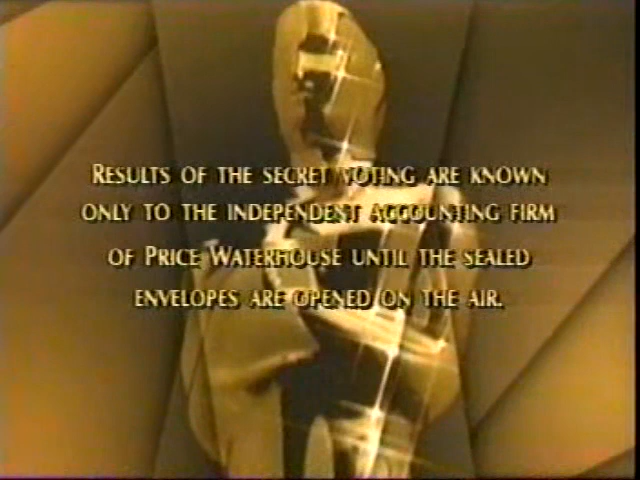 RESULTS OF THE SECRET VOTING ARE KNOWN
ONLY TO THE INDEPENDENT ACCOUNTING FIRM
OF PRICE WATERHOUSE UNTIL THE SEALED
ENVELOPES ARE OPENED ON THE AIR.